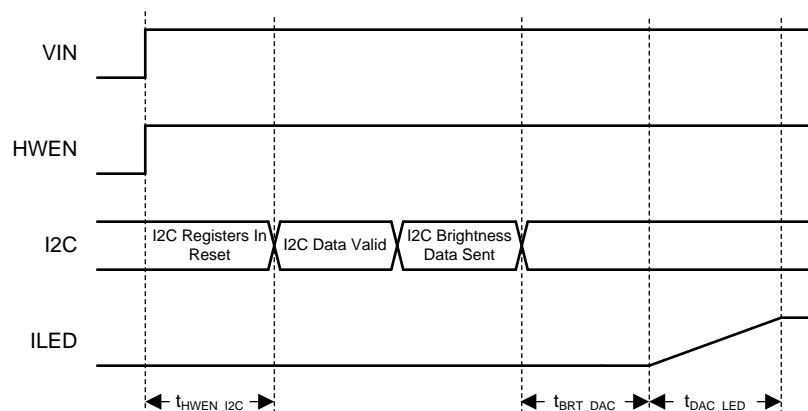 VIN
HWEN
I2C
I2C Registers In
Reset
I2C Data Valid
I2C Brightness
Data Sent
ILED
tHWEN_I2C
tBRT_DAC
tDAC_LED